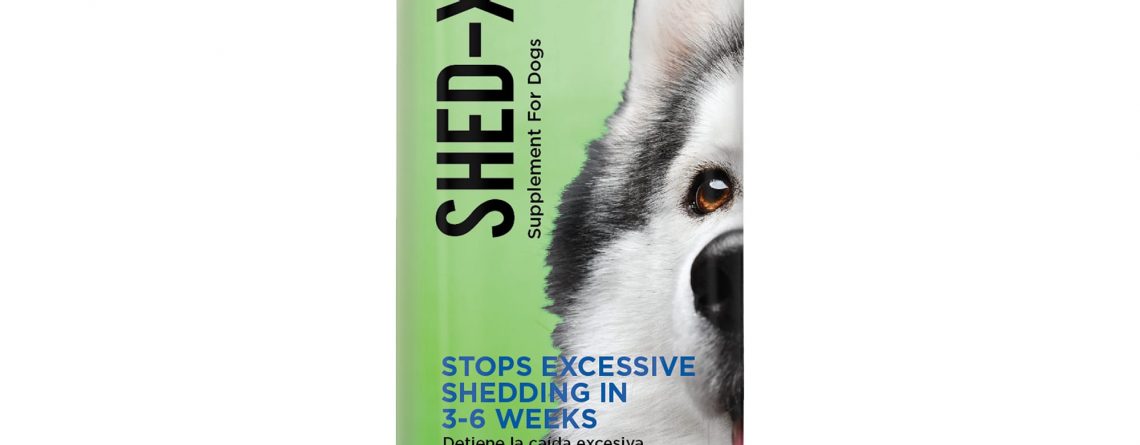 SHED-X
Supplement For Dogs
STOPS EXCESSIVE
SHEDDING IN
3-6 WEEKS
Detiene la caída excesiva